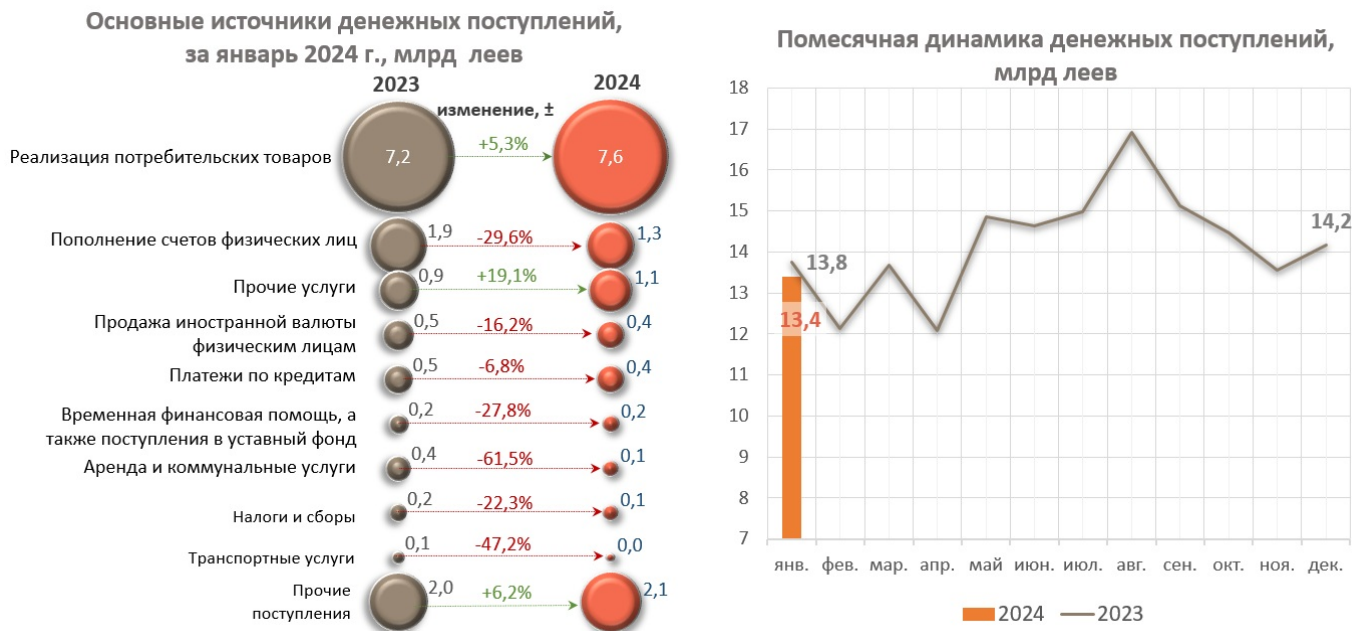 Основные источники денежных поступлений,
за январь 2024 г., млрд леев
2023
2024
изменение, ±
Реализация потребительских товаров
7,2
+5,3%
7,6
Пополнение счетов физических лиц
1,9
-29,6%
1,3
Прочие услуги
0,9
+19,1%
1,1
Продажа иностранной валюты
физическим лицам
0,5
-16,2%
0,4
Платежи по кредитам
0,5
-6,8%
0,4
Временная финансовая помощь, а
также поступления в уставный фонд
0,2
-27,8%
0,2
Аренда и коммунальные услуги
0,4
-61,5%
0,1
Налоги и сборы
0,2
-22,3%
0,1
Транспортные услуги
0,1
-47,2%
0,0
Прочие
поступления
2,0
+6,2%
2,1
Помесячная динамика денежных поступлений,
млрд леев
18
17
16
15
14
13
12
11
10
9
8
7
13,8
13,4
14,2
янв. фев. мар. апр. май июн. июл. авг. сен. окт. ноя. дек.
2024 2023